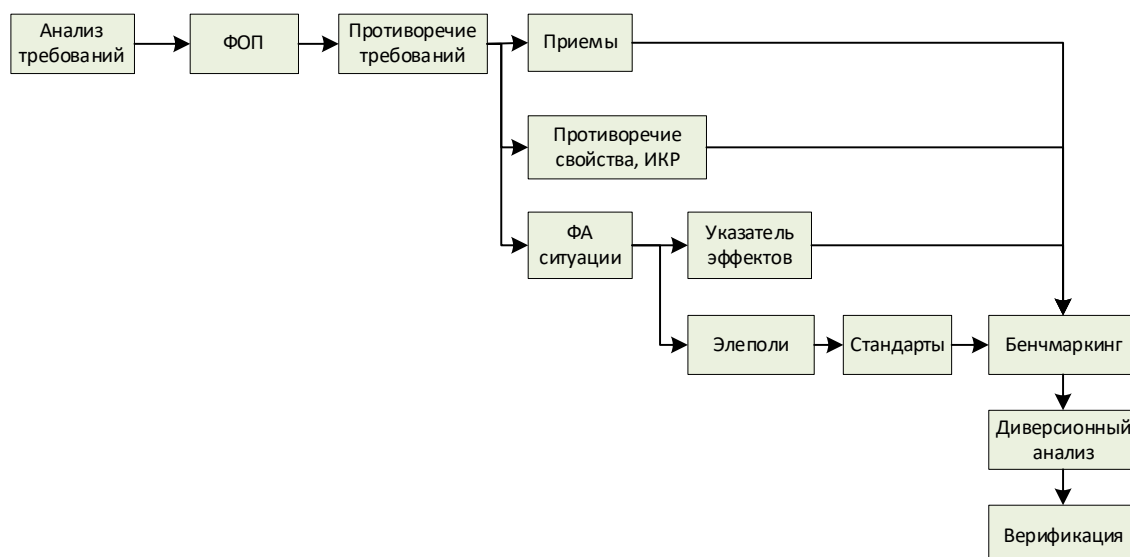 Анализ
требований
ФОП
Противоречие
требований
Приемы
Противоречие
свойства, ИКР
ФА
ситуации
Указатель
эффектов
Элеполи
Стандарты
Бенчмаркинг
Диверсионный
анализ
Верификация